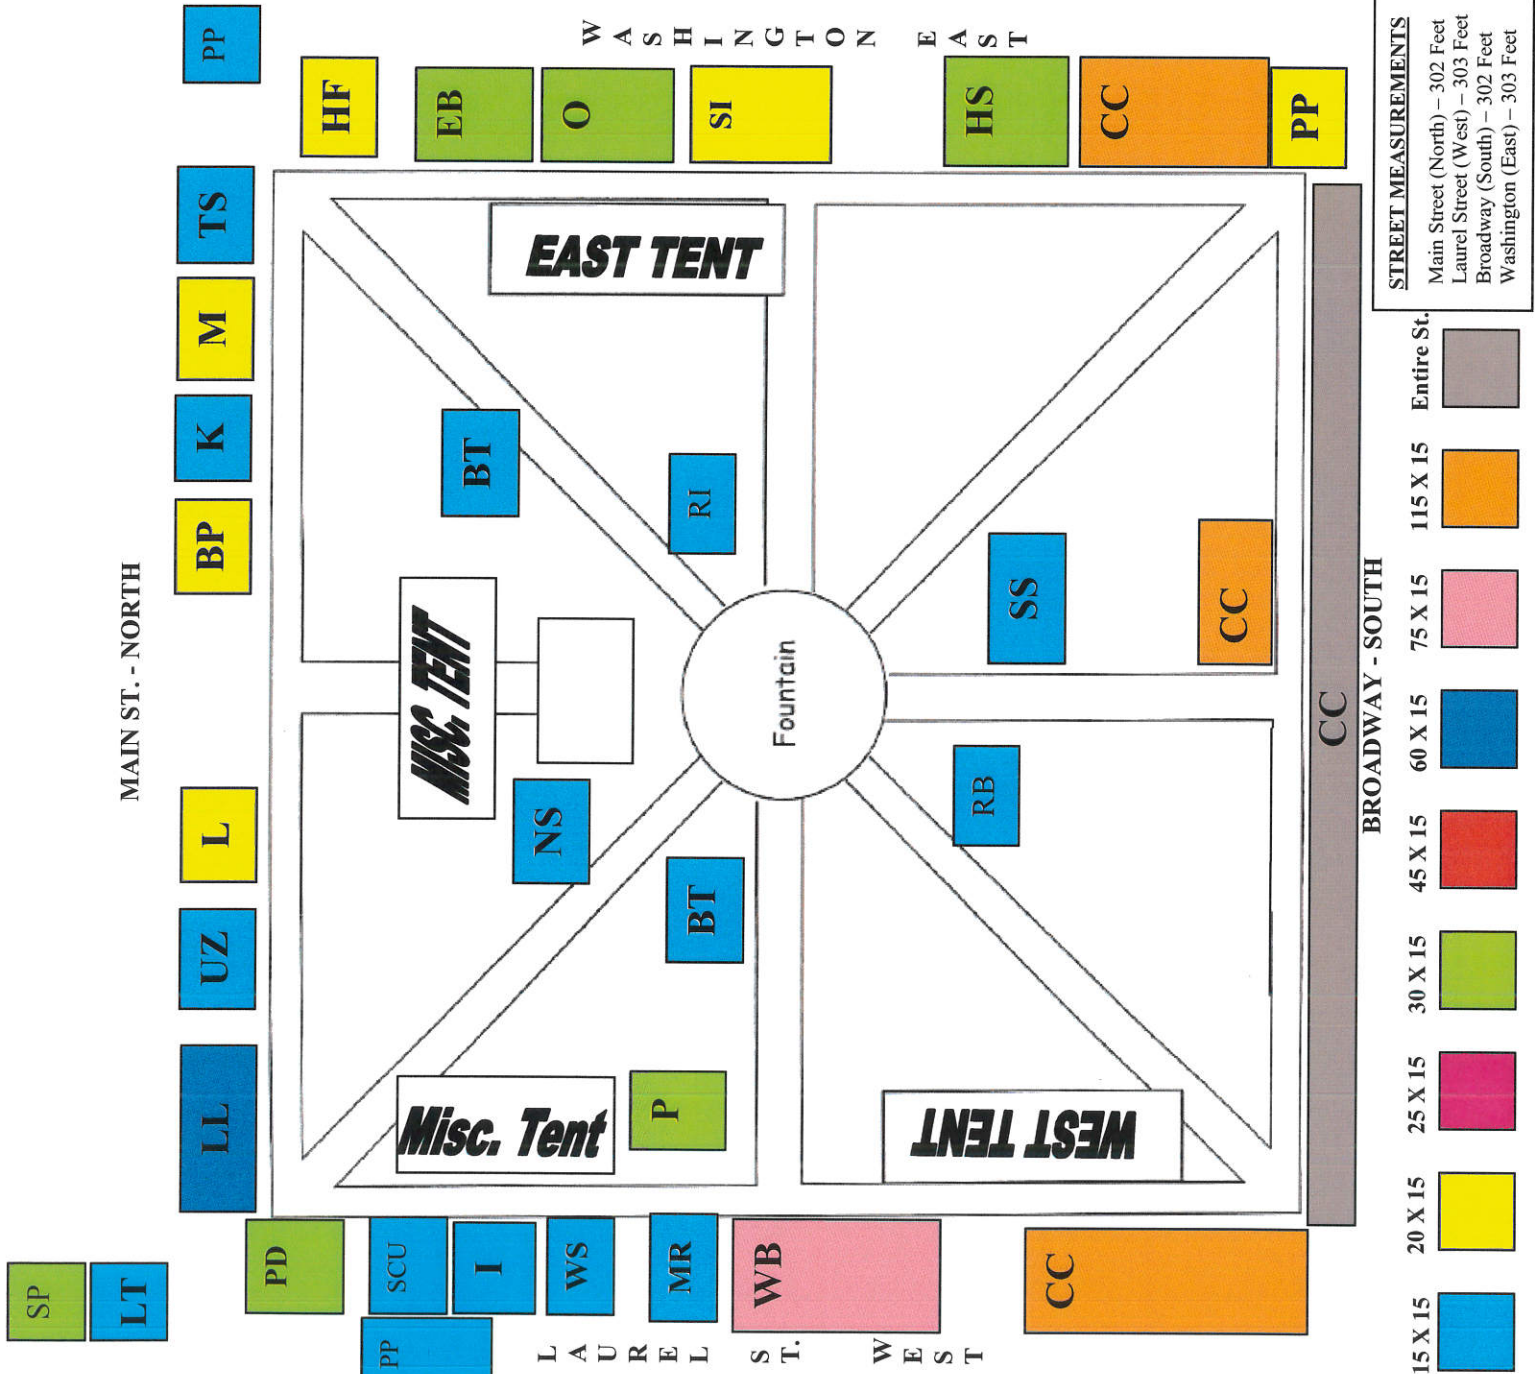 MAIN ST. - NORTH
SP
LT
LL
UZ
L
BP
K
M
TS
PP
PD
SCU
I
WS
MR
WB
CC
PP
LAUREL ST. WEST
HF
EB
O
SI
HS
CC
PP
WASHINGTON EAST
Misc. Tent
MISC. TENT
EAST TENT
WEST TENT
P
NS
BT
BT
RI
Fountain
RB
SS
CC
CC
BROADWAY - SOUTH
15 X 15
20 X 15
25 X 15
30 X 15
45 X 15
60 X 15
75 X 15
115 X 15
Entire St.
STREET MEASUREMENTS
Main Street (North) – 302 Feet
Laurel Street (West) – 303 Feet
Broadway (South) – 302 Feet
Washington (East) – 303 Feet